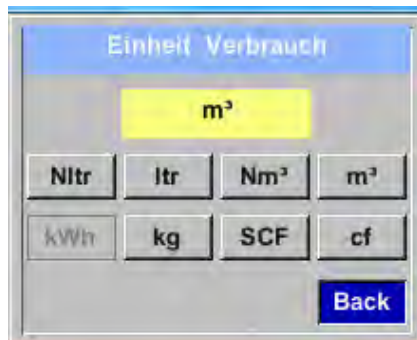 Einheit Verbrauch
m³
Nltr ltr Nm³ m³
kWh kg SCF cf
Back